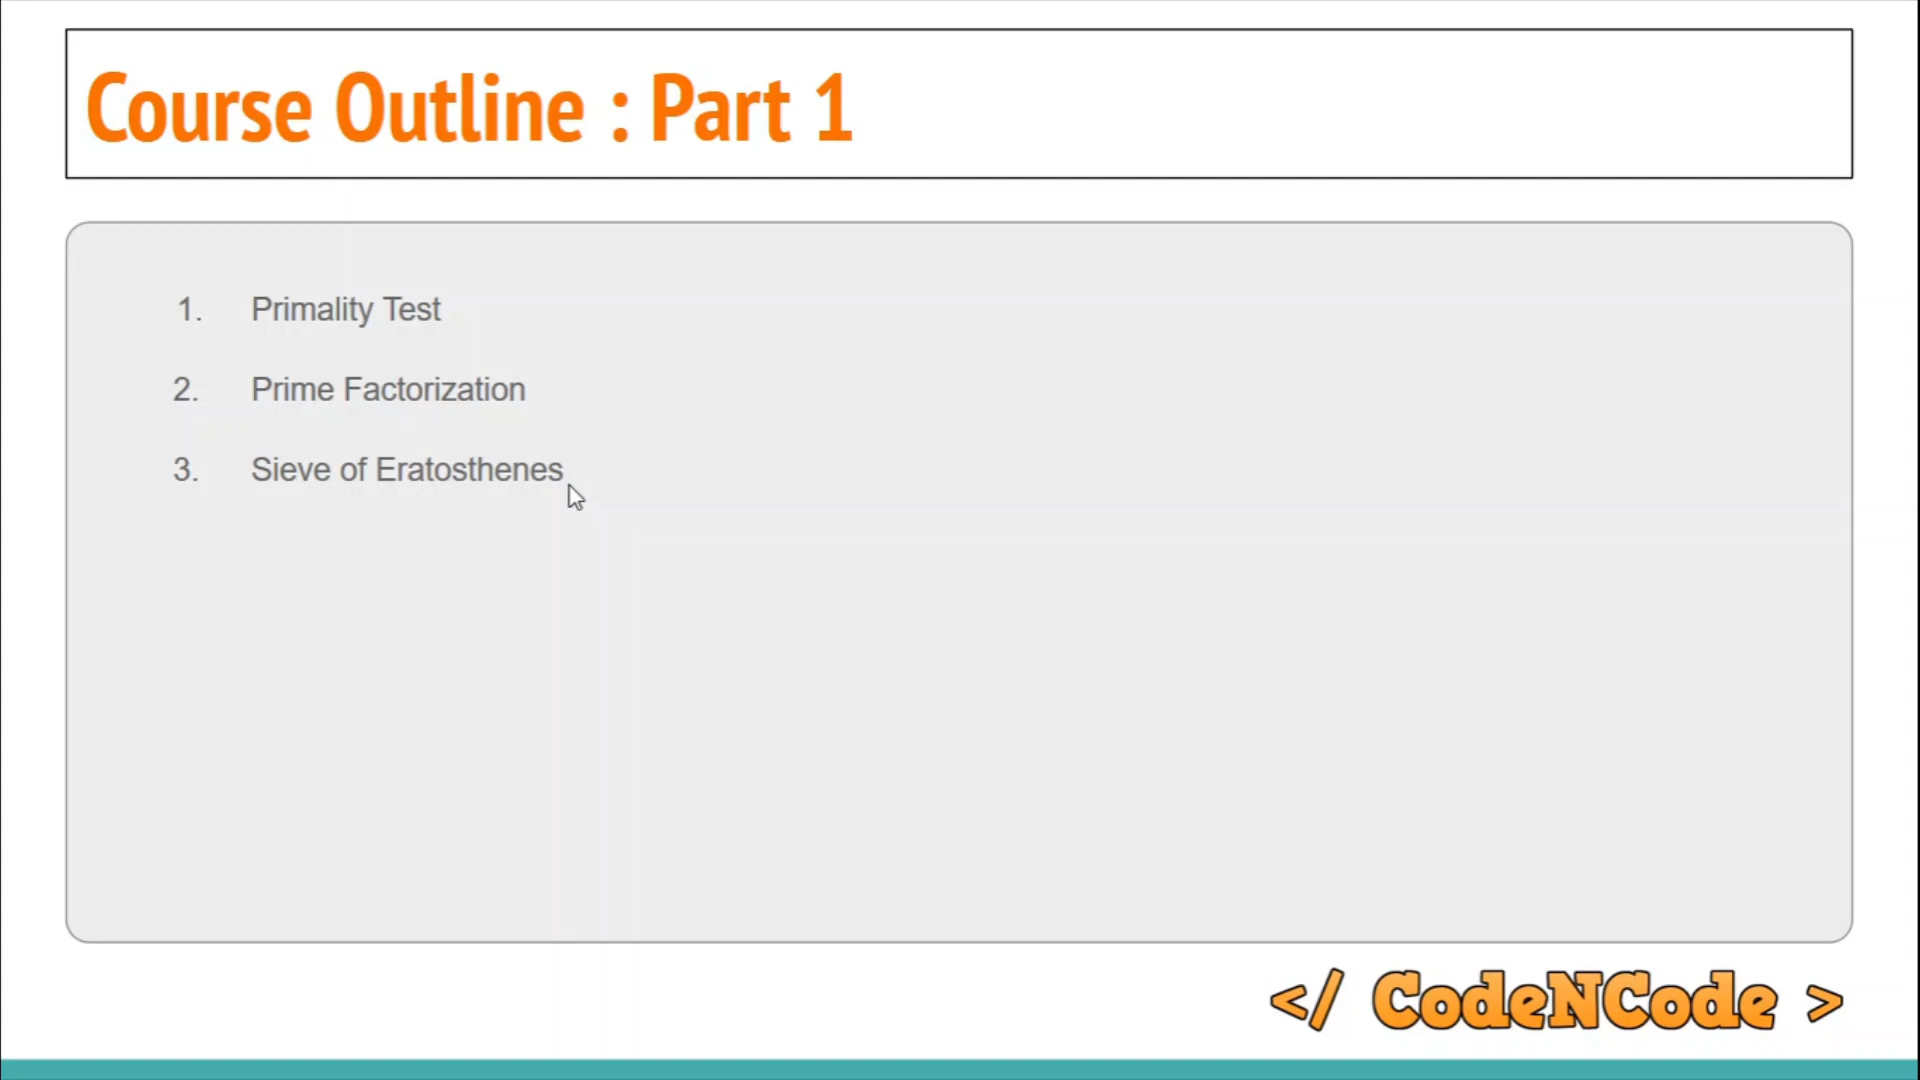 Course Outline : Part 1
1. Primality Test
2. Prime Factorization
3. Sieve of Eratosthenes
</ CodeNCode >